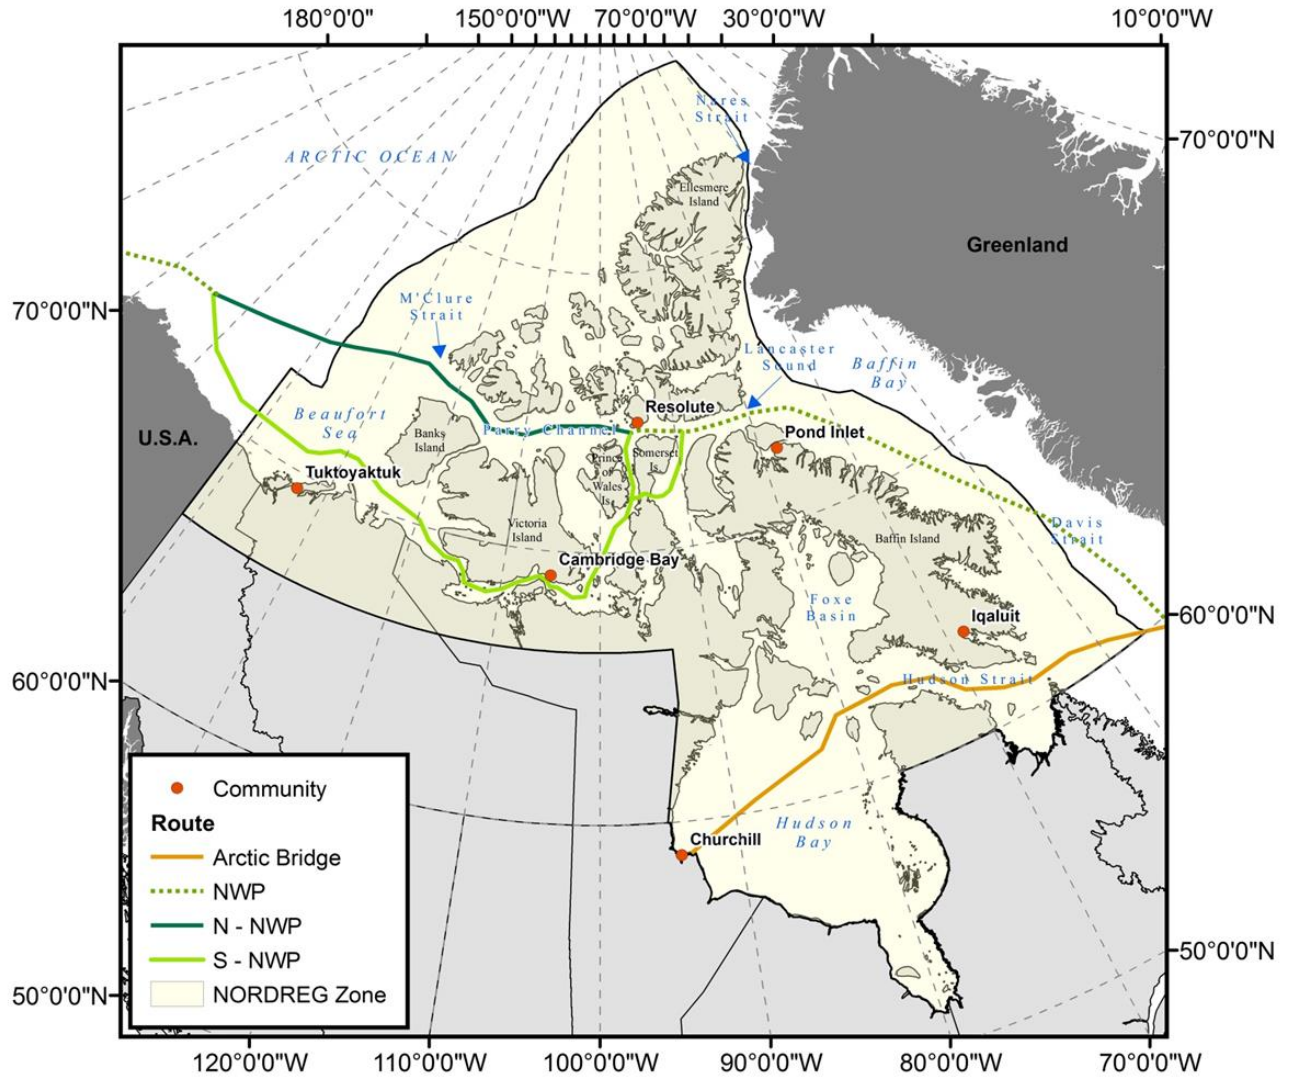 180°0'0"
150°0'0"W
70°0'0"W
30°0'0"W
10°0'0"W
Nares
Strait
70°0'0"N
ARCTIC OCEAN
Ellesmere
Island
Greenland
70°0'0"N
M'Clure
Strait
Lancaster
Sound
Baffin
Bay
Beaufort
Sea
Resolute
U.S.A.
Banks
Island
Parry Channel
Pond Inlet
Prince
of
Wales
Is.
Somerset
Is.
Tuktoyaktuk
Victoria
Island
Davis
Strait
Baffin Island
Cambridge Bay
Foxe
Basin
Iqaluit
60°0'0"N
60°0'0"N
Hudson Strait
Hudson
Bay
Churchill
Community
Route
Arctic Bridge
NWP
N - NWP
S - NWP
NORDREG Zone
50°0'0"N
50°0'0"N
120°0'0"W
110°0'0"W
100°0'0"W
90°0'0"W
80°0'0"W
70°0'0"W